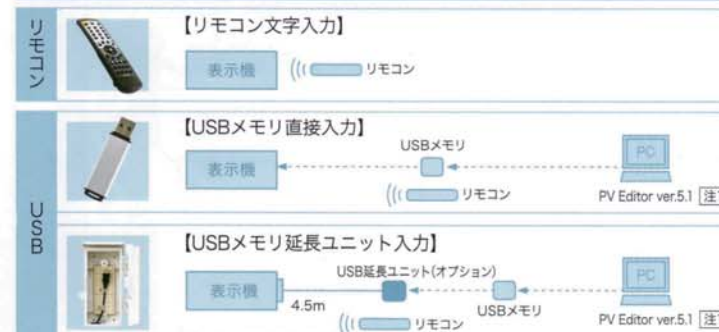 リモコン
【リモコン文字入力】
表示機
リモコン
USB
【USBメモリ直接入力】
USBメモリ
表示機
PC
リモコン
PV Editor ver.5.1 注
【USBメモリ延長ユニット入力】
USB延長ユニット(オプション)
表示機
PC
4.5m
USBメモリ
リモコン
PV Editor ver.5.1 注